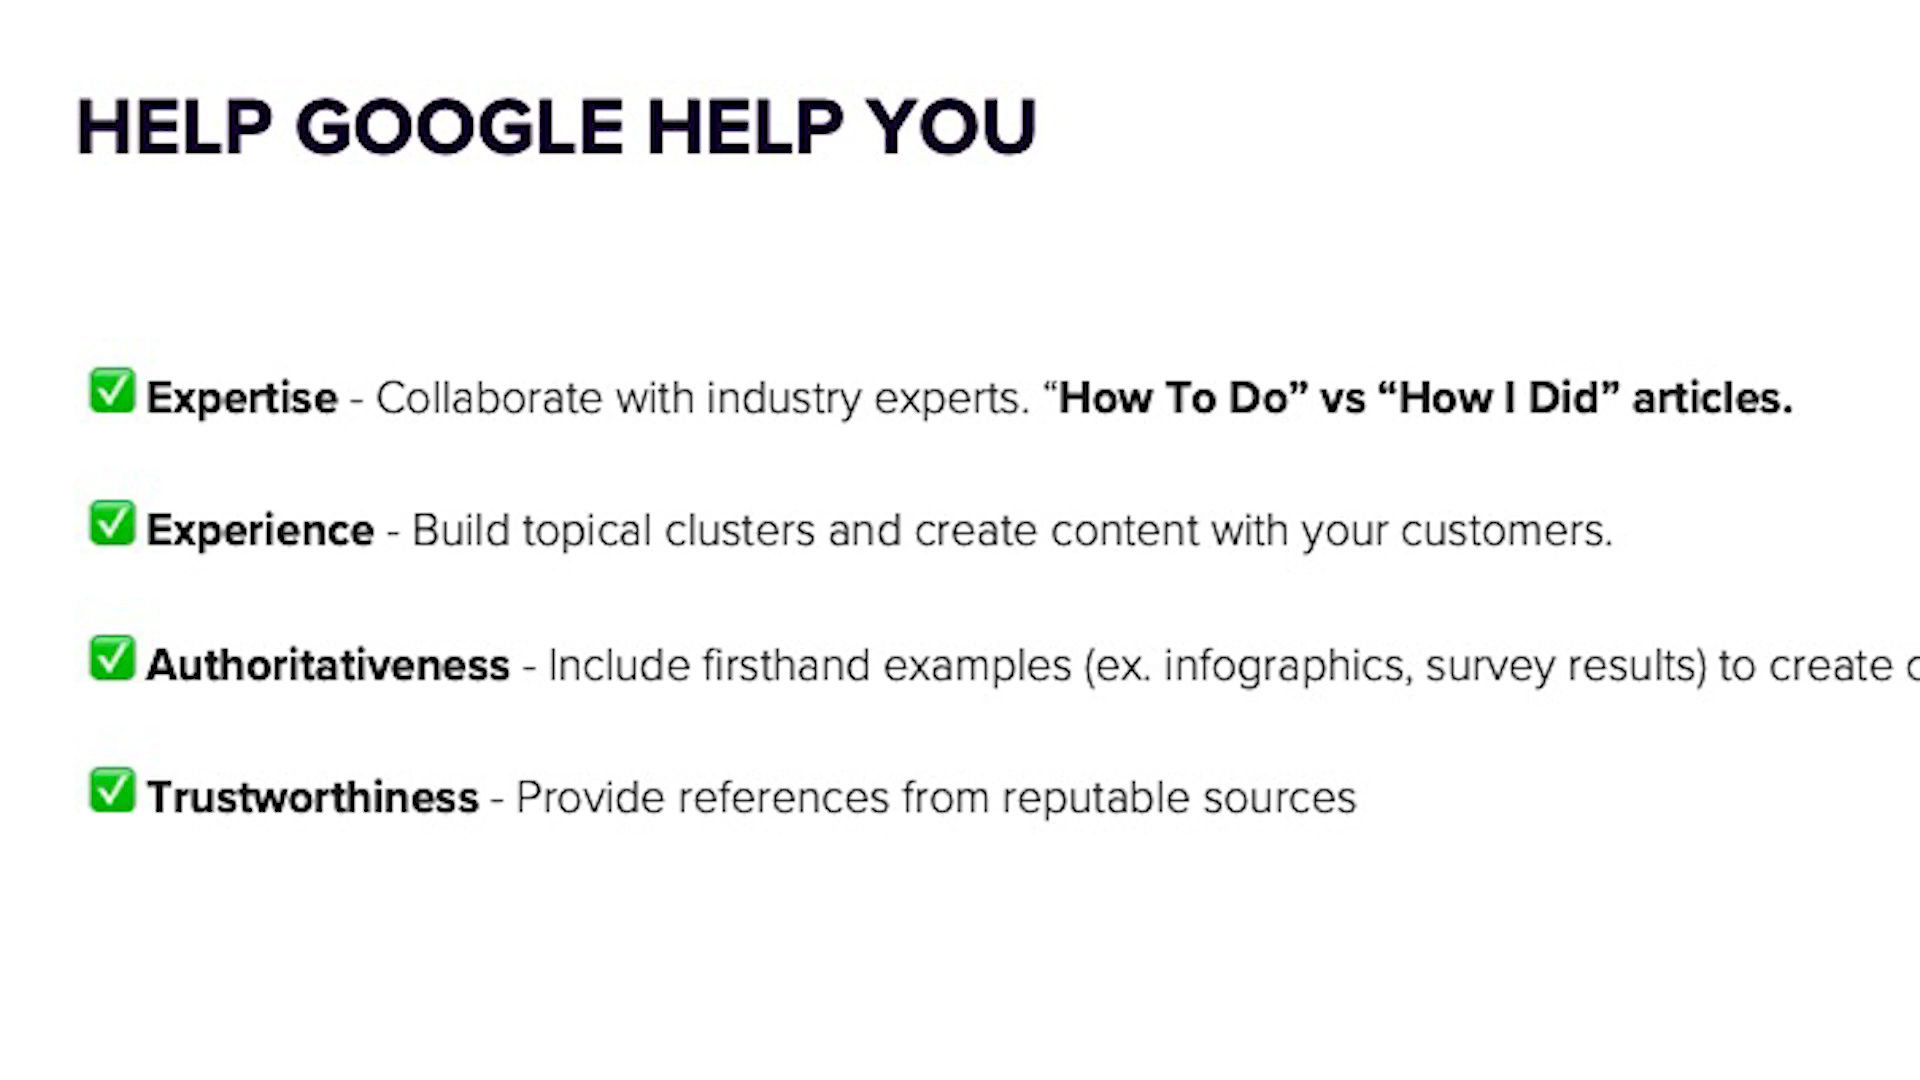 HELP GOOGLE HELP YOU
✅ Expertise - Collaborate with industry experts. “How To Do” vs “How I Did” articles.
✅ Experience - Build topical clusters and create content with your customers.
✅ Authoritativeness - Include firsthand examples (ex. infographics, survey results) to create
✅ Trustworthiness - Provide references from reputable sources